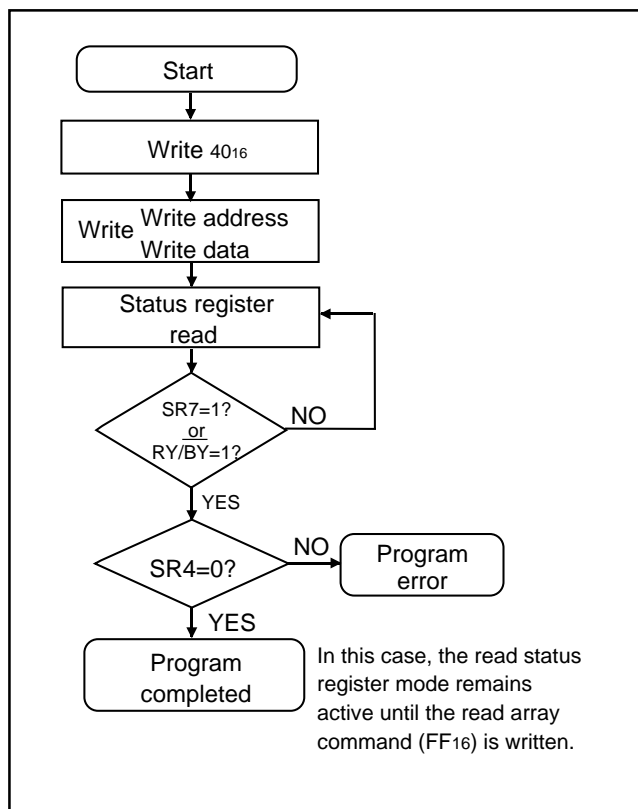 Start
Write 4016
Write Write address
Write data
Status register
read
SR7=1?
or
RY/BY=1?
NO
YES
SR4=0?
NO
Program
error
YES
Program
completed
In this case, the read status
register mode remains
active until the read array
command (FF16) is written.